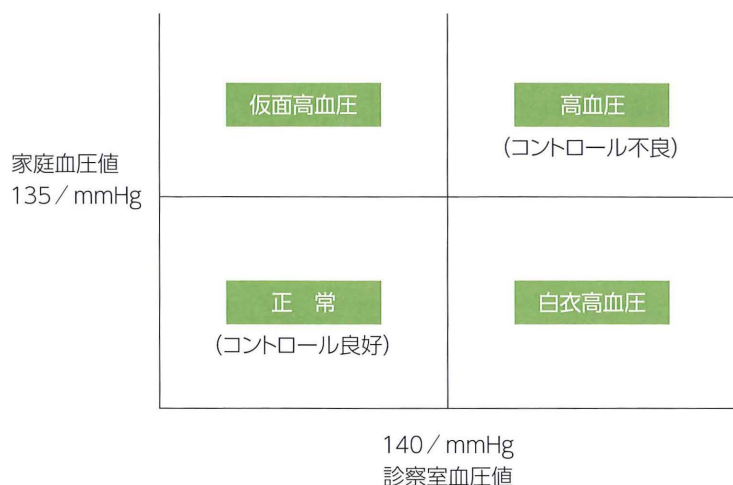 仮面高血圧
高血圧
(コントロール不良)
家庭血圧値
135/mmHg
正 常
(コントロール良好)
白衣高血圧
140/mmHg
診察室血圧値